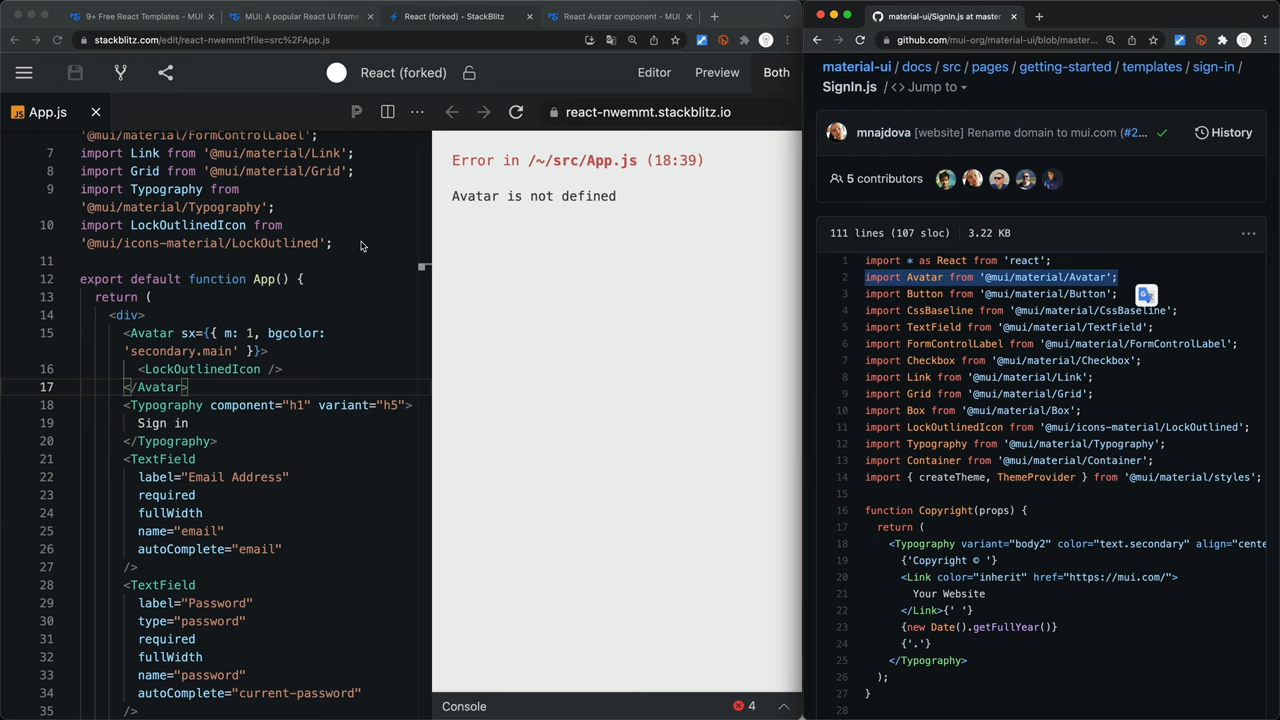 9+ Free React Templates - MUI
MUI: A popular React UI frame
React (forked) - StackBlitz
React Avatar component - MUI
stackblitz.com/edit/react-nwemmt?file=src%2FApp.js
React (forked)
Editor
Preview
Both
JS
App.js
react-nwemmt.stackblitz.io
'@mui/material/FormControlLabel';
7 import Link from '@mui/material/Link';
8 import Grid from '@mui/material/Grid';
9 import Typography from
'@mui/material/Typography';
10 import LockOutlinedIcon from
'@mui/icons-material/LockOutlined';
11
12 export default function App() {
13 return (
14 <div>
15 <Avatar sx={{ m: 1, bgcolor:
'secondary.main' }}>
16 <LockOutlinedIcon />
17 </Avatar>
18 <Typography component="h1" variant="h5">
19 Sign in
20 </Typography>
21 <TextField
22 label="Email Address"
23 required
24 fullWidth
25 name="email"
26 autoComplete="email"
27 />
28 <TextField
29 label="Password"
30 type="password"
31 required
32 fullWidth
33 name="password"
34 autoComplete="current-password"
35 />
Error in /~/src/App.js (18:39)
Avatar is not defined
Console
4
material-ui/SignIn.js at master
github.com/mui-org/material-ui/blob/master...
material-ui / docs / src / pages / getting-started / templates / sign-in /
SignIn.js / <> Jump to
mnajdova [website] Rename domain to mui.com (#2...
History
5 contributors
111 lines (107 sloc) 3.22 KB
1 import * as React from 'react';
2 import Avatar from '@mui/material/Avatar';
3 import Button from '@mui/material/Button';
4 import CssBaseline from '@mui/material/CssBaseline';
5 import TextField from '@mui/material/TextField';
6 import FormControlLabel from '@mui/material/FormControlLabel';
7 import Checkbox from '@mui/material/Checkbox';
8 import Link from '@mui/material/Link';
9 import Grid from '@mui/material/Grid';
10 import Box from '@mui/material/Box';
11 import LockOutlinedIcon from '@mui/icons-material/LockOutlined';
12 import Typography from '@mui/material/Typography';
13 import Container from '@mui/material/Container';
14 import { createTheme, ThemeProvider } from '@mui/material/styles';
15
16 function Copyright(props) {
17 return (
18 <Typography variant="body2" color="text.secondary" align="cente
19 {'Copyright © '}
20 <Link color="inherit" href="https://mui.com/">
21 Your Website
22 </Link>{' '}
23 {new Date().getFullYear()}
24 {'.'}
25 </Typography>
26 );
27 }
28